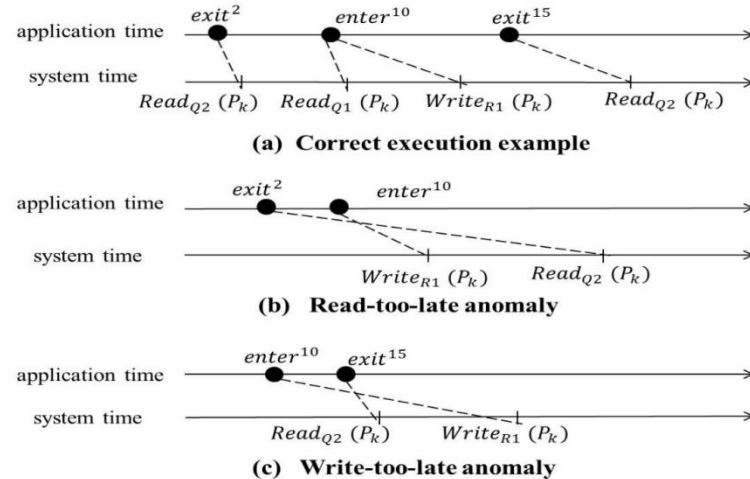 exit² enter¹⁰ exit¹⁵
application time
system time
Read_Q2 (P_k) Read_Q1 (P_k) Write_R1 (P_k) Read_Q2 (P_k)
(a) Correct execution example
exit² enter¹⁰
application time
system time
Write_R1 (P_k) Read_Q2 (P_k)
(b) Read-too-late anomaly
enter¹⁰ exit¹⁵
application time
system time
Read_Q2 (P_k) Write_R1 (P_k)
(c) Write-too-late anomaly